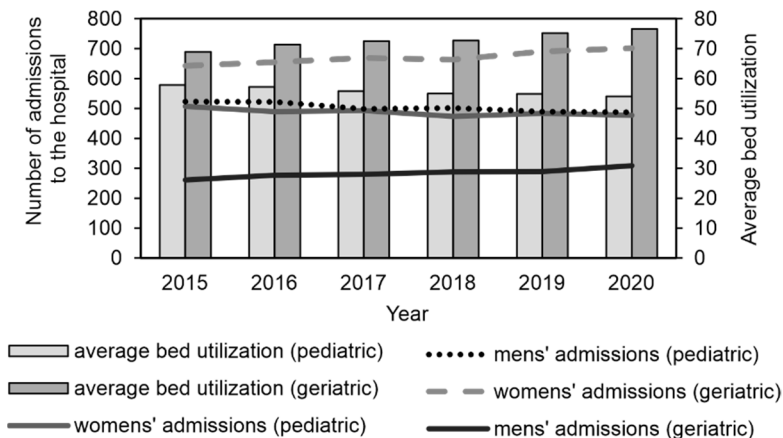 Number of admissions
to the hospital
800
700
600
500
400
300
200
100
0
80
70
60
50
40
30
20
10
0
Average bed utilization
2015 2016 2017 2018 2019 2020
Year
average bed utilization (pediatric)
average bed utilization (geriatric)
womens' admissions (pediatric)
mens' admissions (pediatric)
womens' admissions (geriatric)
mens' admissions (geriatric)